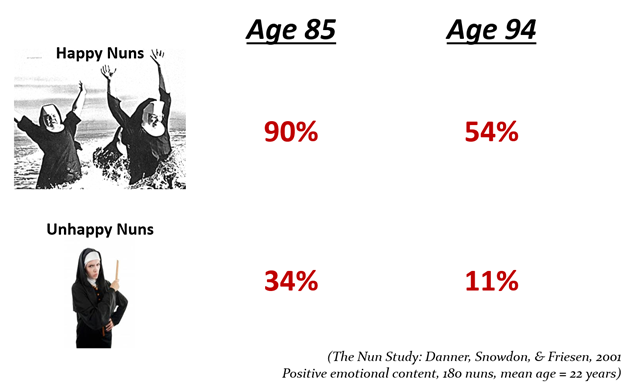 Age 85
Age 94
Happy Nuns
90%
54%
Unhappy Nuns
34%
11%
(The Nun Study: Danner, Snowdon, & Friesen, 2001
Positive emotional content, 180 nuns, mean age = 22 years)